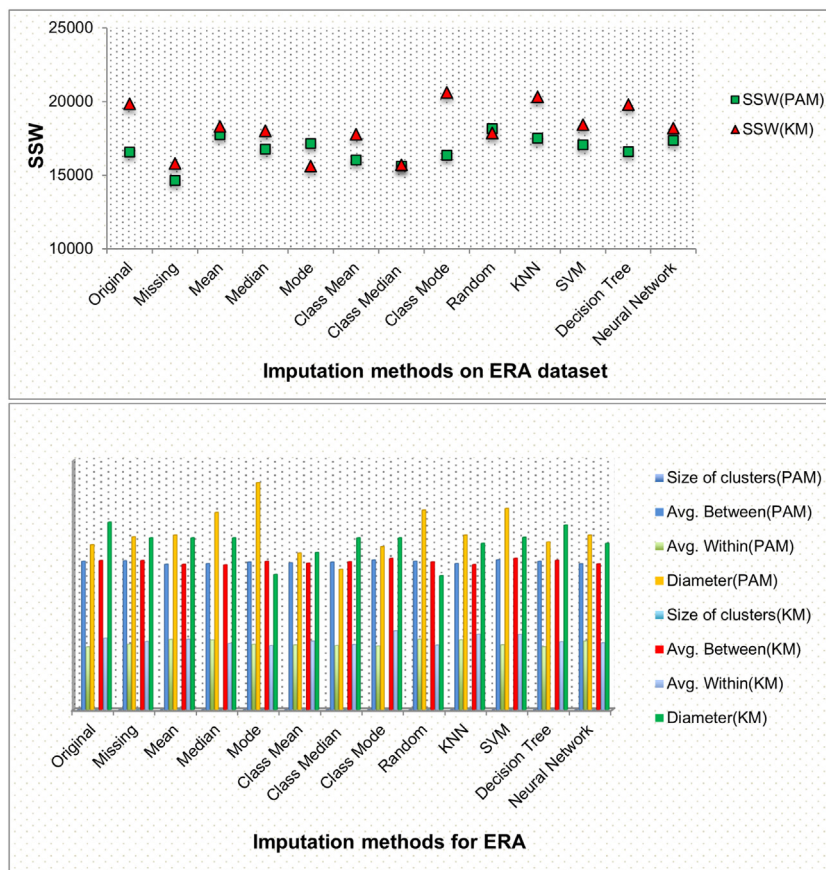 25000
20000
15000
10000
SSW
SSW(PAM)
SSW(KM)
Original
Missing
Mean
Median
Mode
Class Mean
Class Median
Class Mode
Random
KNN
SVM
Decision Tree
Neural Network
Imputation methods on ERA dataset
Size of clusters(PAM)
Avg. Between(PAM)
Avg. Within(PAM)
Diameter(PAM)
Size of clusters(KM)
Avg. Between(KM)
Avg. Within(KM)
Diameter(KM)
Original
Missing
Mean
Median
Mode
Class Mean
Class Median
Class Mode
Random
KNN
SVM
Decision Tree
Neural Network
Imputation methods for ERA